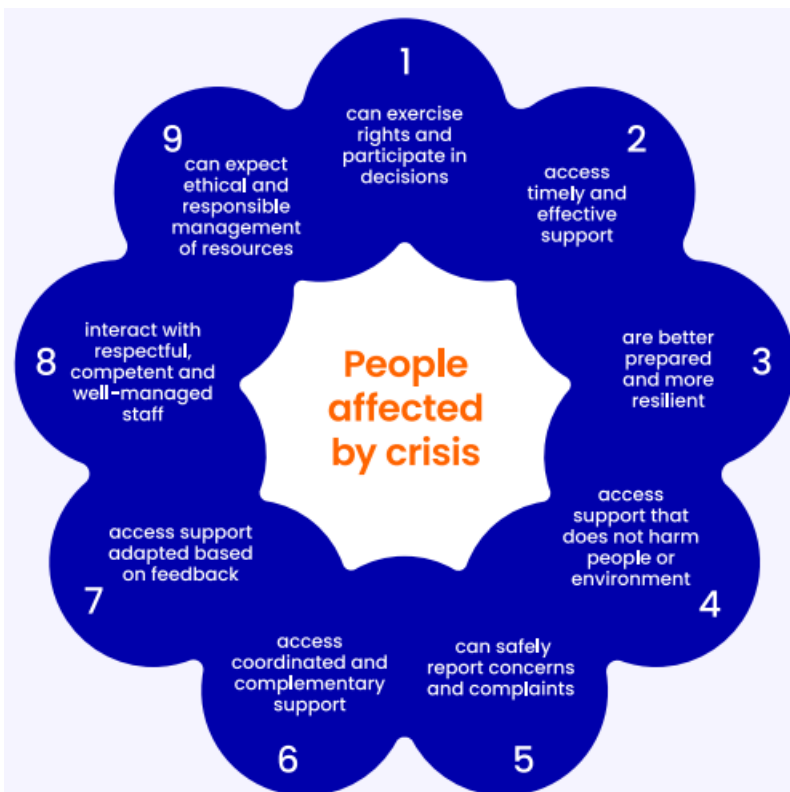 People
affected
by crisis
1
can exercise
rights and
participate in
decisions
2
access
timely and
effective
support
3
are better
prepared
and more
resilient
4
access
support that
does not harm
people or
environment
5
can safely
report concerns
and complaints
6
access
coordinated and
complementary
support
7
access support
adapted based
on feedback
8
interact with
respectful,
competent and
well-managed
staff
9
can expect
ethical and
responsible
management
of resources